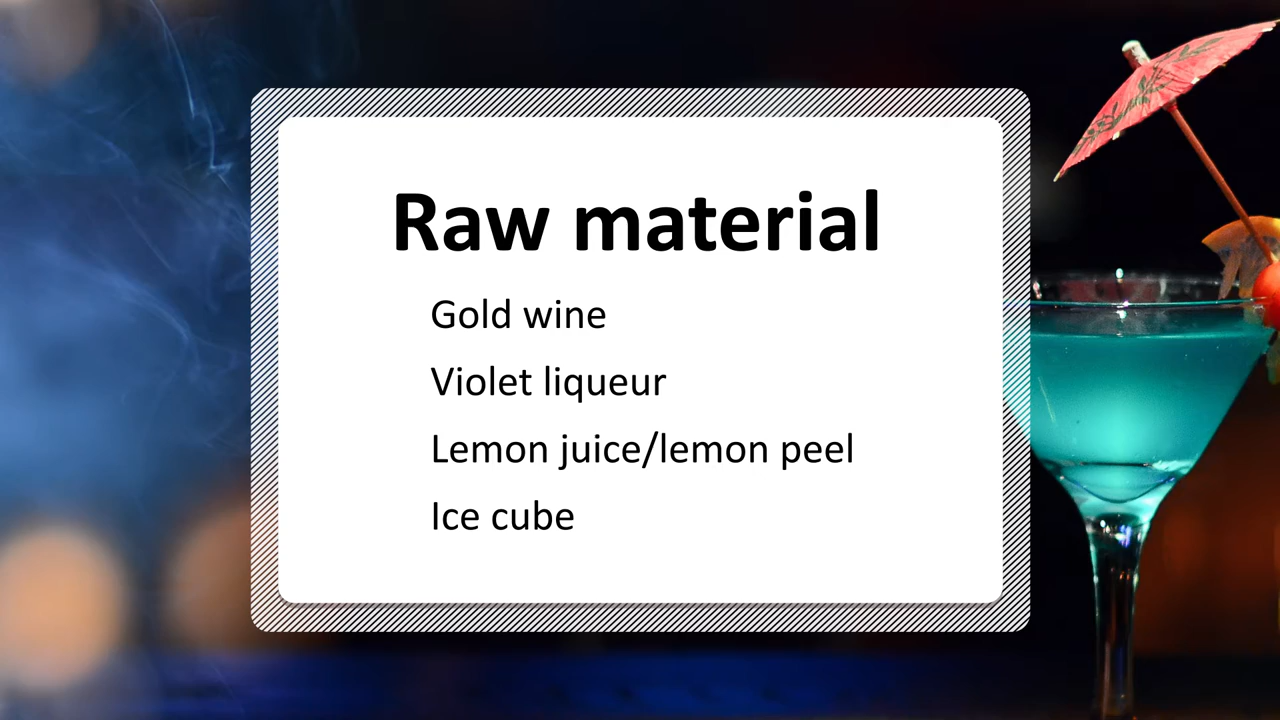 Raw material
Gold wine
Violet liqueur
Lemon juice/lemon peel
Ice cube